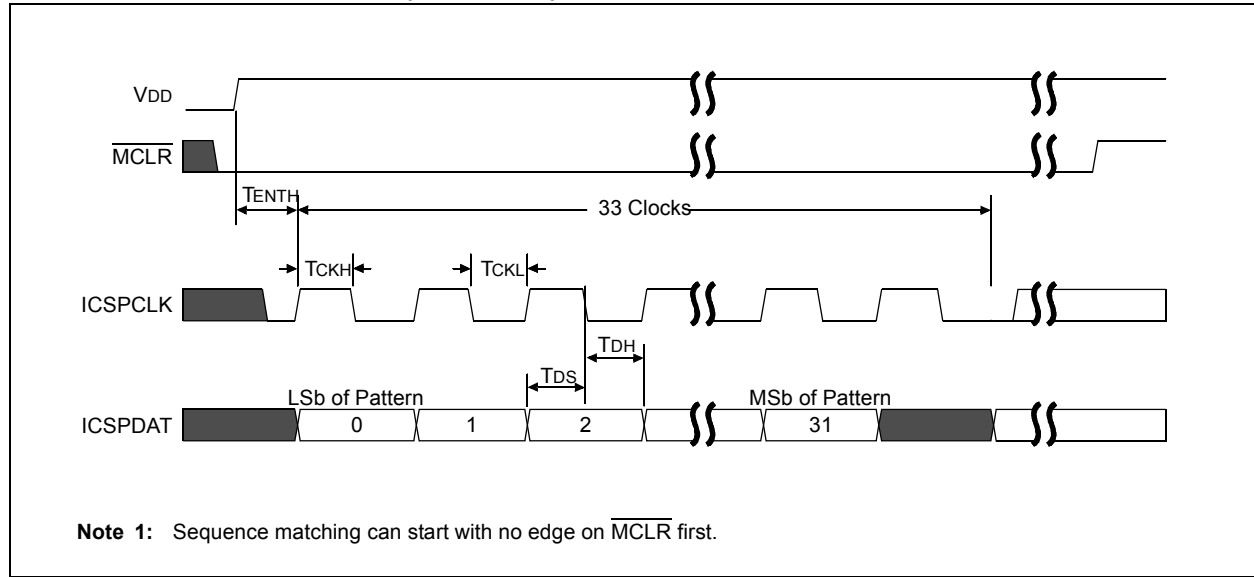 VDD
MCLR
TENTH
33 Clocks
TCKH
TCKL
ICSPCLK
TDH
TDS
LSb of Pattern
MSb of Pattern
ICSPDAT
0
1
2
31
Note 1: Sequence matching can start with no edge on MCLR first.